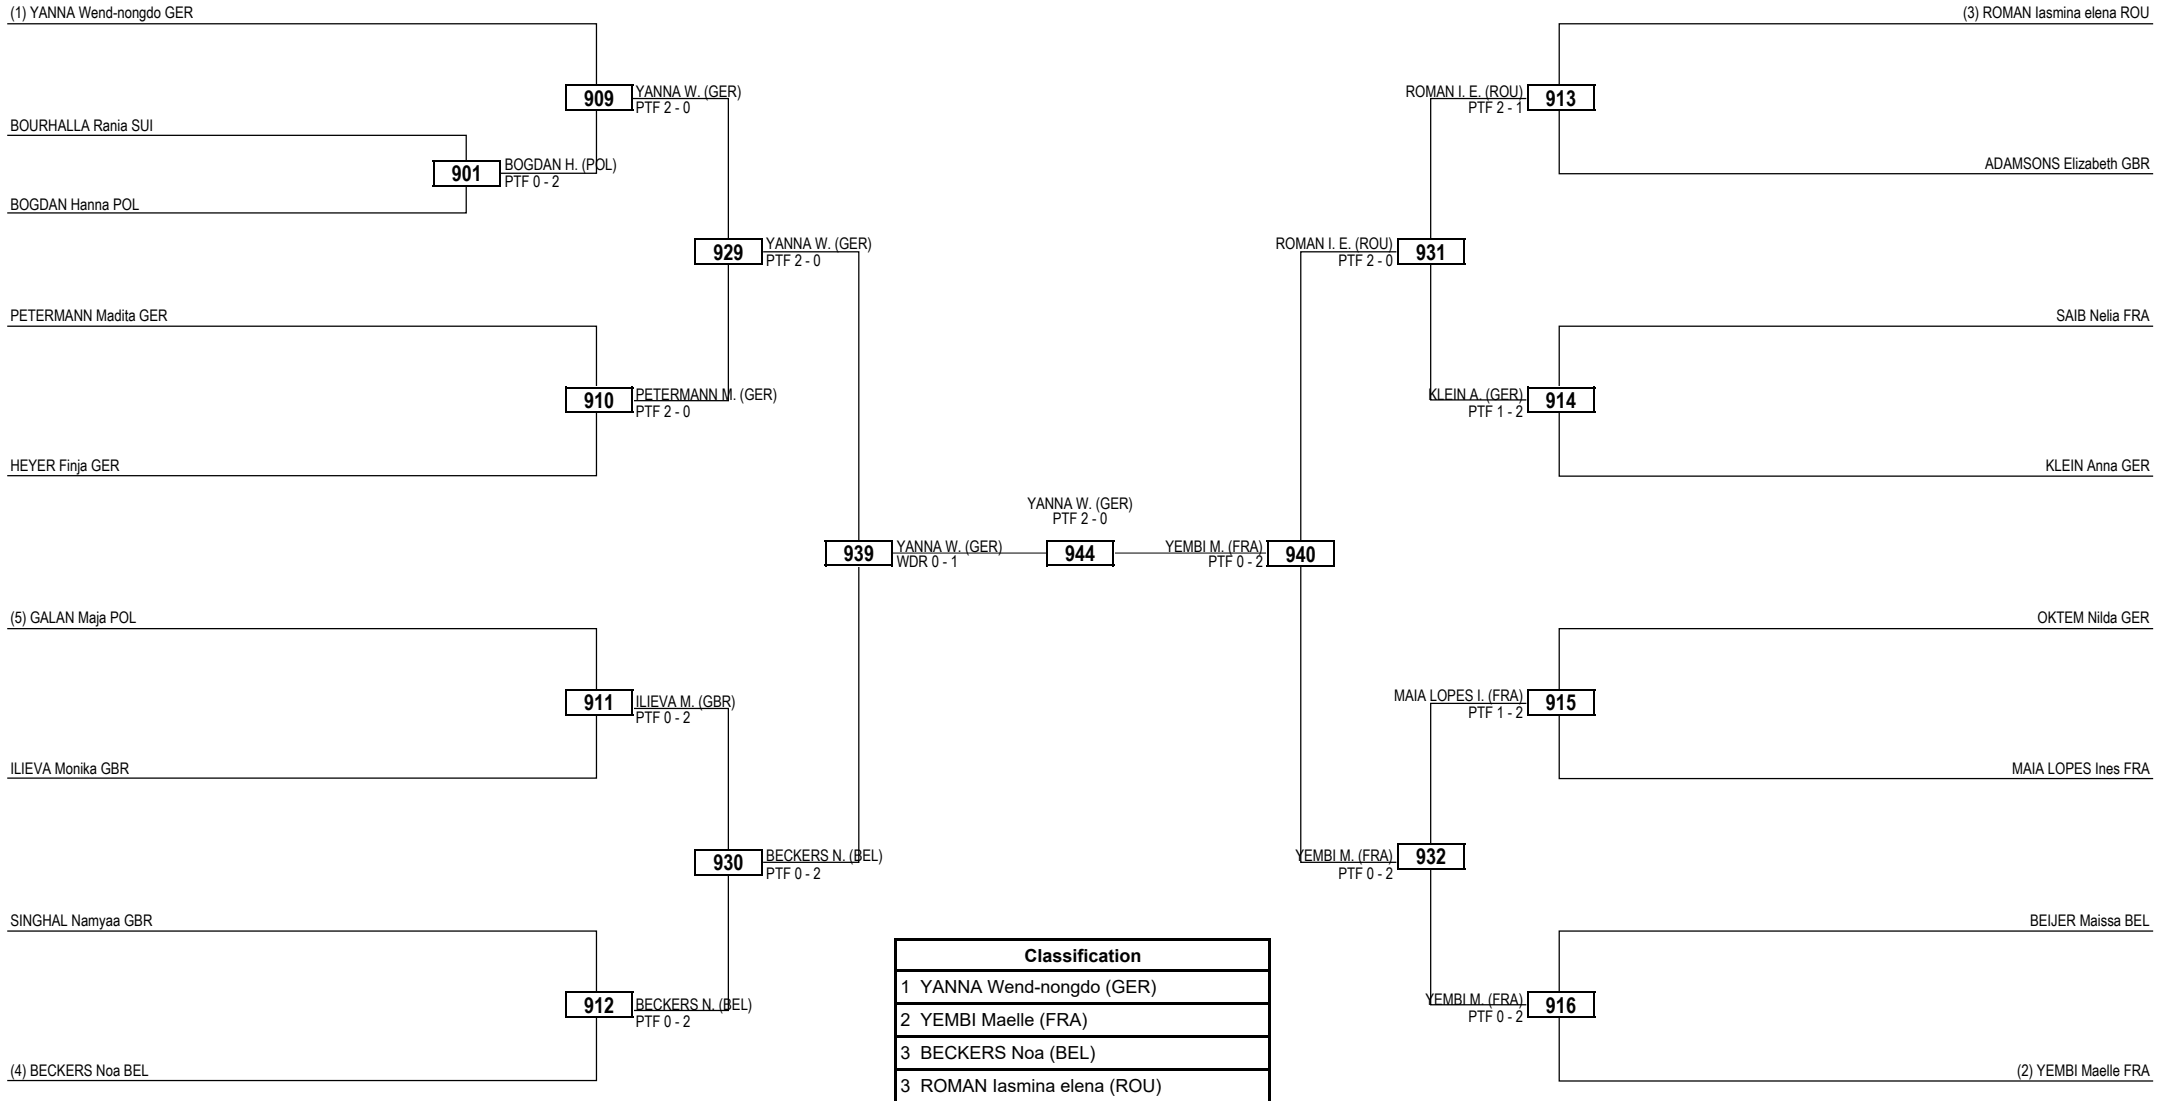 (1) YANNA Wend-nongdo GER
909
YANNA W. (GER)
PTF 2 - 0
BOURHALLA Rania SUI
901
BOGDAN H. (POL)
PTF 0 - 2
BOGDAN Hanna POL
929
YANNA W. (GER)
PTF 2 - 0
PETERMANN Madita GER
910
PETERMANN M. (GER)
PTF 2 - 0
HEYER Finja GER
939
YANNA W. (GER)
WDR 0 - 1
(5) GALAN Maja POL
911
ILIEVA M. (GBR)
PTF 0 - 2
ILIEVA Monika GBR
930
BECKERS N. (BEL)
PTF 0 - 2
SINGHAL Namyaa GBR
912
BECKERS N. (BEL)
PTF 0 - 2
(4) BECKERS Noa BEL
YANNA W. (GER)
PTF 2 - 0
944
(3) ROMAN Iasmina elena ROU
ROMAN I. E. (ROU)
PTF 2 - 1
913
ADAMSONS Elizabeth GBR
ROMAN I. E. (ROU)
PTF 2 - 0
931
SAIB Nelia FRA
KLEIN A. (GER)
PTF 1 - 2
914
KLEIN Anna GER
YEMBI M. (FRA)
PTF 0 - 2
940
OKTEM Nilda GER
MAIA LOPES I. (FRA)
PTF 1 - 2
915
MAIA LOPES Ines FRA
YEMBI M. (FRA)
PTF 0 - 2
932
BEIJER Maissa BEL
YEMBI M. (FRA)
PTF 0 - 2
916
(2) YEMBI Maelle FRA
Classification
1 YANNA Wend-nongdo (GER)
2 YEMBI Maelle (FRA)
3 BECKERS Noa (BEL)
3 ROMAN Iasmina elena (ROU)